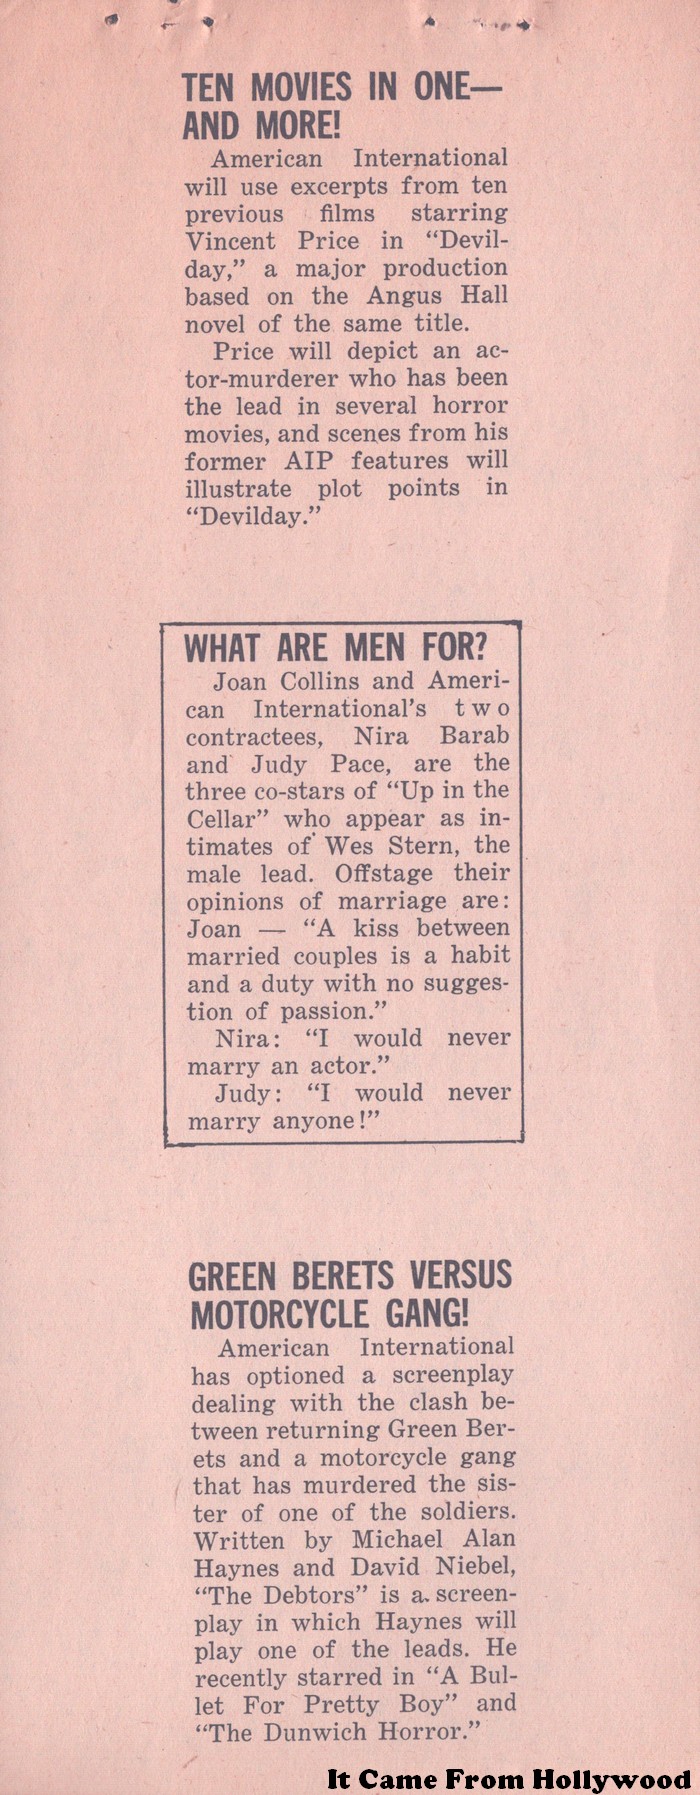 TEN MOVIES IN ONE—
AND MORE!
American International
will use excerpts from ten
previous films starring
Vincent Price in “Devil-
day,” a major production
based on the Angus Hall
novel of the same title.
Price will depict an ac-
tor-murderer who has been
the lead in several horror
movies, and scenes from his
former AIP features will
illustrate plot points in
“Devilday.”
WHAT ARE MEN FOR?
Joan Collins and Ameri-
can International’s two
contractees, Nira Barab
and Judy Pace, are the
three co-stars of “Up in the
Cellar” who appear as in-
timates of Wes Stern, the
male lead. Offstage their
opinions of marriage are:
Joan — “A kiss between
married couples is a habit
and a duty with no sugges-
tion of passion.”
Nira: “I would never
marry an actor.”
Judy: “I would never
marry anyone!”
GREEN BERETS VERSUS
MOTORCYCLE GANG!
American International
has optioned a screenplay
dealing with the clash be-
tween returning Green Ber-
ets and a motorcycle gang
that has murdered the sis-
ter of one of the soldiers.
Written by Michael Alan
Haynes and David Niebel,
“The Debtors” is a screen-
play in which Haynes will
play one of the leads. He
recently starred in “A Bul-
let For Pretty Boy” and
“The Dunwich Horror.”
It Came From Hollywood